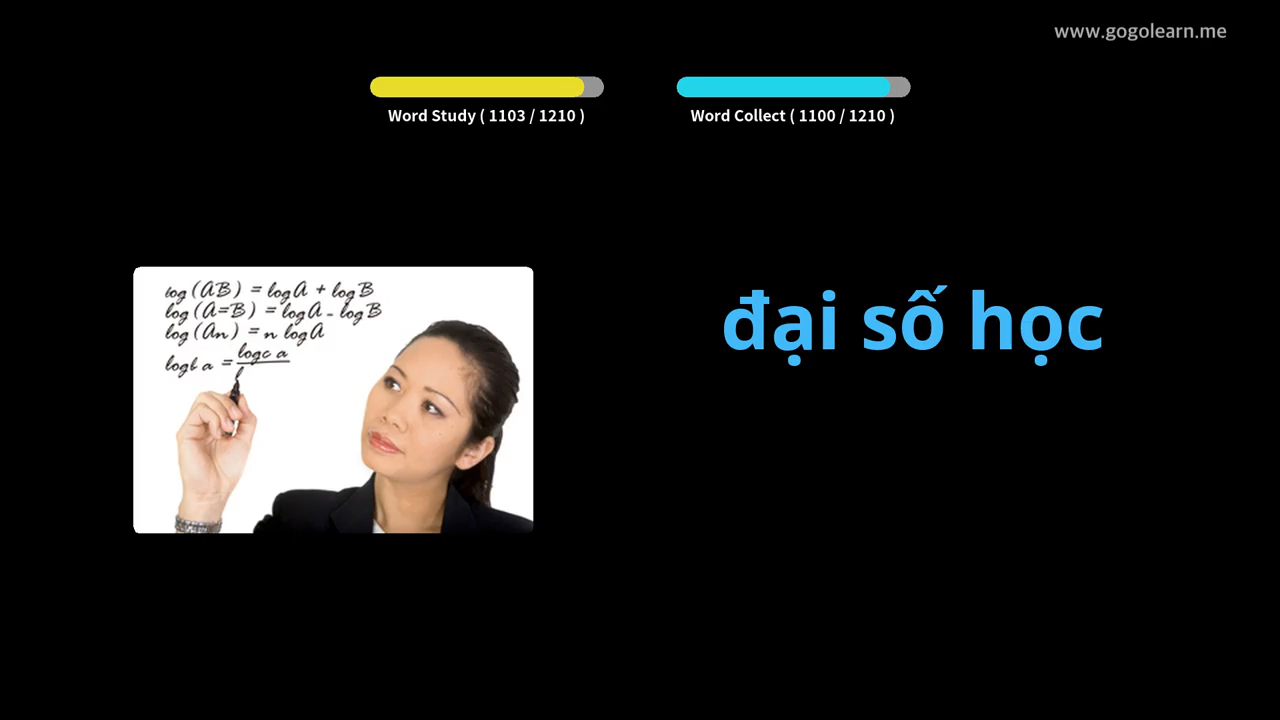 www.gogolearn.me
Word Study ( 1103 / 1210 )
Word Collect ( 1100 / 1210 )
log (AB) = log A + log B
log (A=B) = log A - log B
log (An) = n log A
logb a = logc a
đại số học